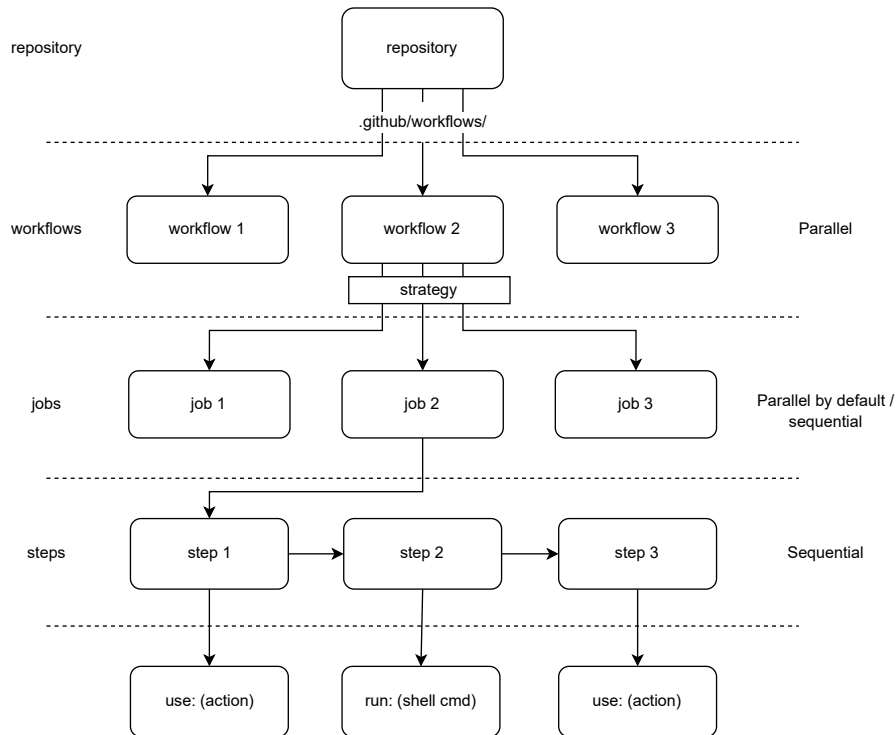 repository
repository
.github/workflows/
workflows
workflow 1
workflow 2
workflow 3
Parallel
strategy
jobs
job 1
job 2
job 3
Parallel by default /
sequential
steps
step 1
step 2
step 3
Sequential
use: (action)
run: (shell cmd)
use: (action)